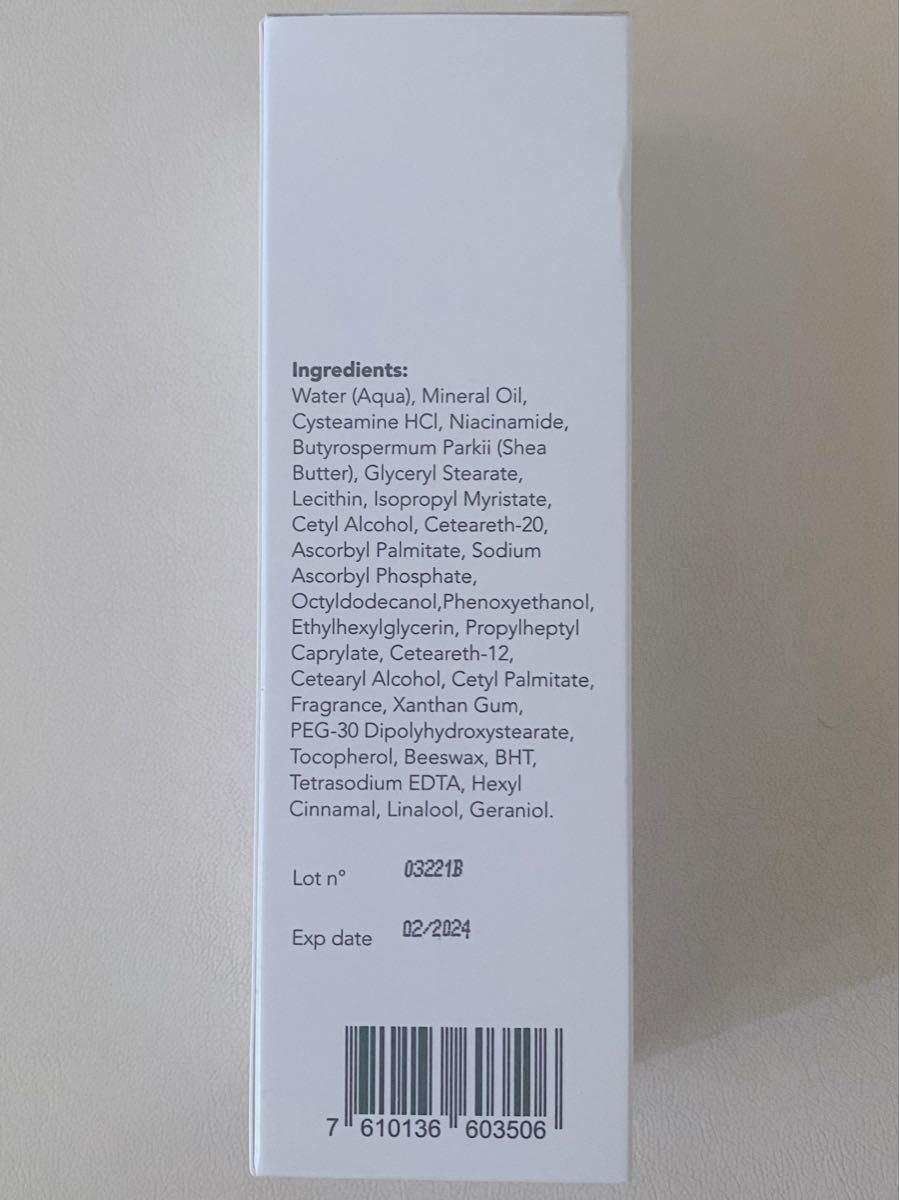 Ingredients:
Water (Aqua), Mineral Oil,
Cysteamine HCl, Niacinamide,
Butyrospermum Parkii (Shea
Butter), Glyceryl Stearate,
Lecithin, Isopropyl Myristate,
Cetyl Alcohol, Ceteareth-20,
Ascorbyl Palmitate, Sodium
Ascorbyl Phosphate,
Octyldodecanol,Phenoxyethanol,
Ethylhexylglycerin, Propylheptyl
Caprylate, Ceteareth-12,
Cetearyl Alcohol, Cetyl Palmitate,
Fragrance, Xanthan Gum,
PEG-30 Dipolyhydroxystearate,
Tocopherol, Beeswax, BHT,
Tetrasodium EDTA, Hexyl
Cinnamal, Linalool, Geraniol.
Lot n° 03221B
Exp date 02/2024
7 610136 603506